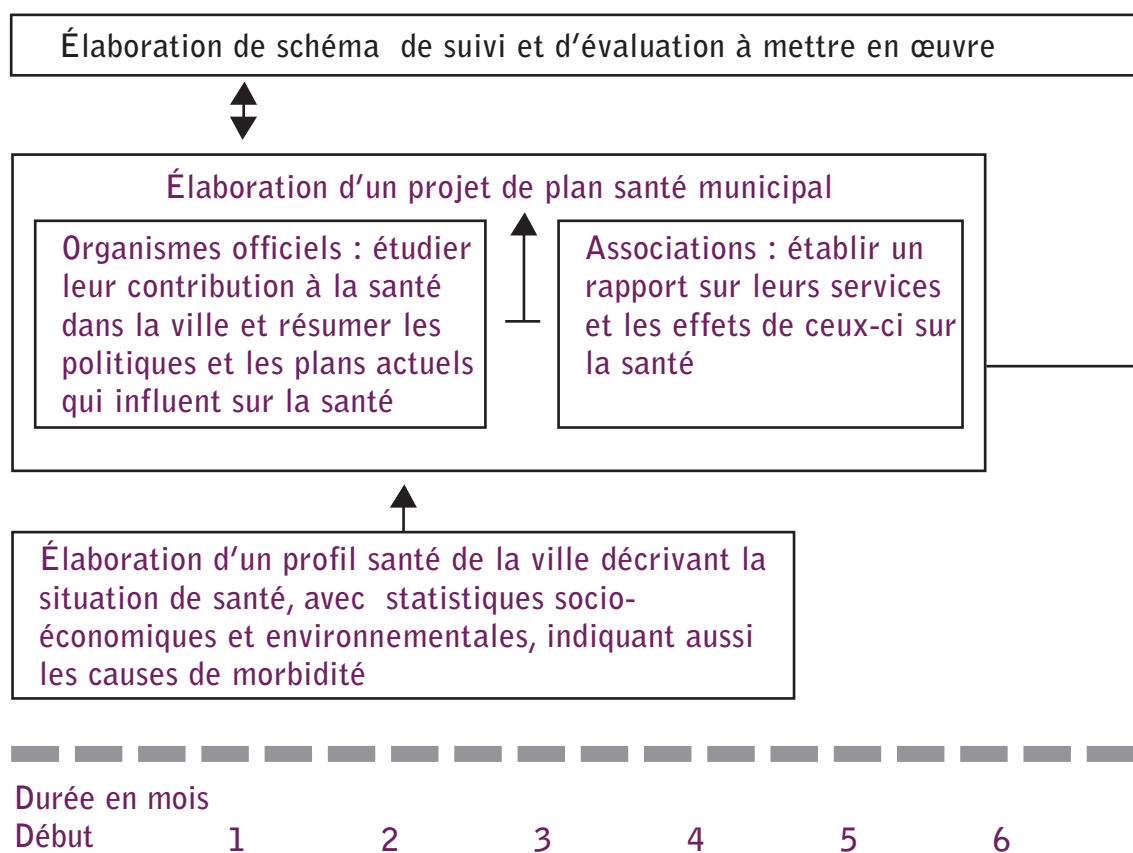 Élaboration de schéma de suivi et d'évaluation à mettre en œuvre
Élaboration d'un projet de plan santé municipal
Organismes officiels : étudier
leur contribution à la santé
dans la ville et résumer les
politiques et les plans actuels
qui influent sur la santé
Associations : établir un
rapport sur leurs services
et les effets de ceux-ci sur
la santé
Élaboration d'un profil santé de la ville décrivant la
situation de santé, avec statistiques socio-
économiques et environnementales, indiquant aussi
les causes de morbidité
Durée en mois
Début 1 2 3 4 5 6